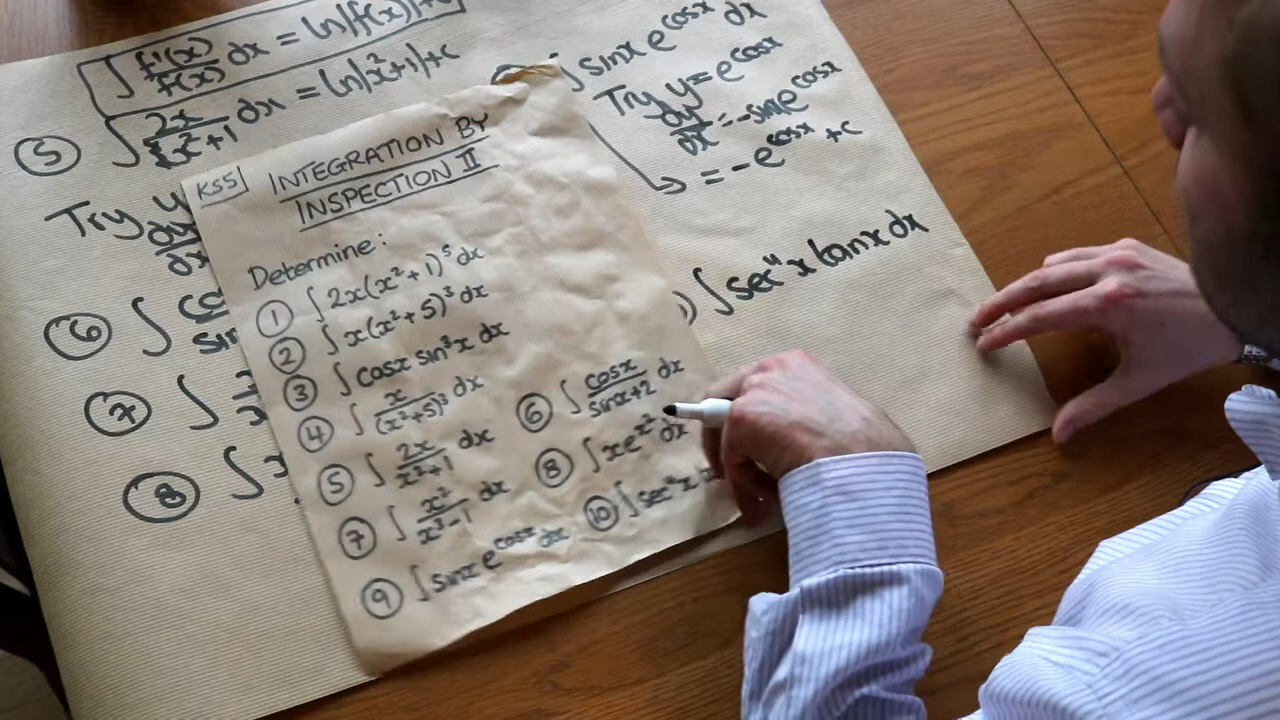 ∫ f'(x)/f(x) dx = ln|f(x)|+c
⑤ ∫ 2x/(x²+1) dx = ln|x²+1|+c
Try y
dy/dx
⑥ ∫
⑦ ∫
⑧ ∫ x
∫ sinx e^cosx dx
Try y = e^cosx
dy/dx = -sinx e^cosx
= -e^cosx +c
) ∫ sec⁴x tanx dx
KS5
INTEGRATION BY
INSPECTION II
Determine:
① ∫ 2x(x²+1)⁵ dx
② ∫ x(x²+5)³ dx
③ ∫ cosx sin³x dx
④ ∫ x/(x²+5)³ dx
⑤ ∫ 2x/(x²+1) dx
⑥ ∫ cosx/(sinx+2) dx
⑦ ∫ x²/(x³-1) dx
⑧ ∫ xe^x² dx
⑨ ∫ sinx e^cosx dx
⑩ ∫ sec⁴x